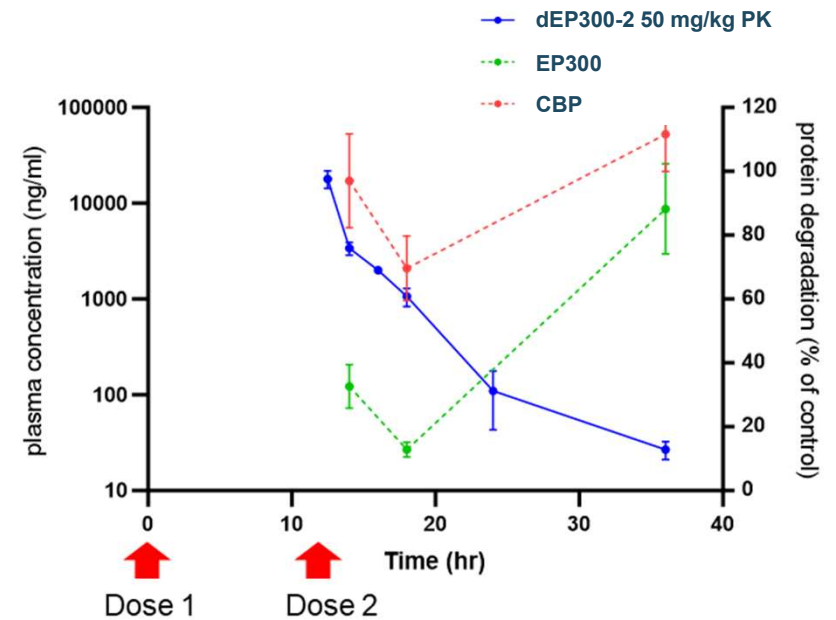 dEP300-2 50 mg/kg PK
EP300
CBP
plasma concentration (ng/ml)
100000
10000
1000
100
10
120
100
80
60
40
20
0
protein degradation (% of control)
0
10
20
30
40
Time (hr)
Dose 1
Dose 2